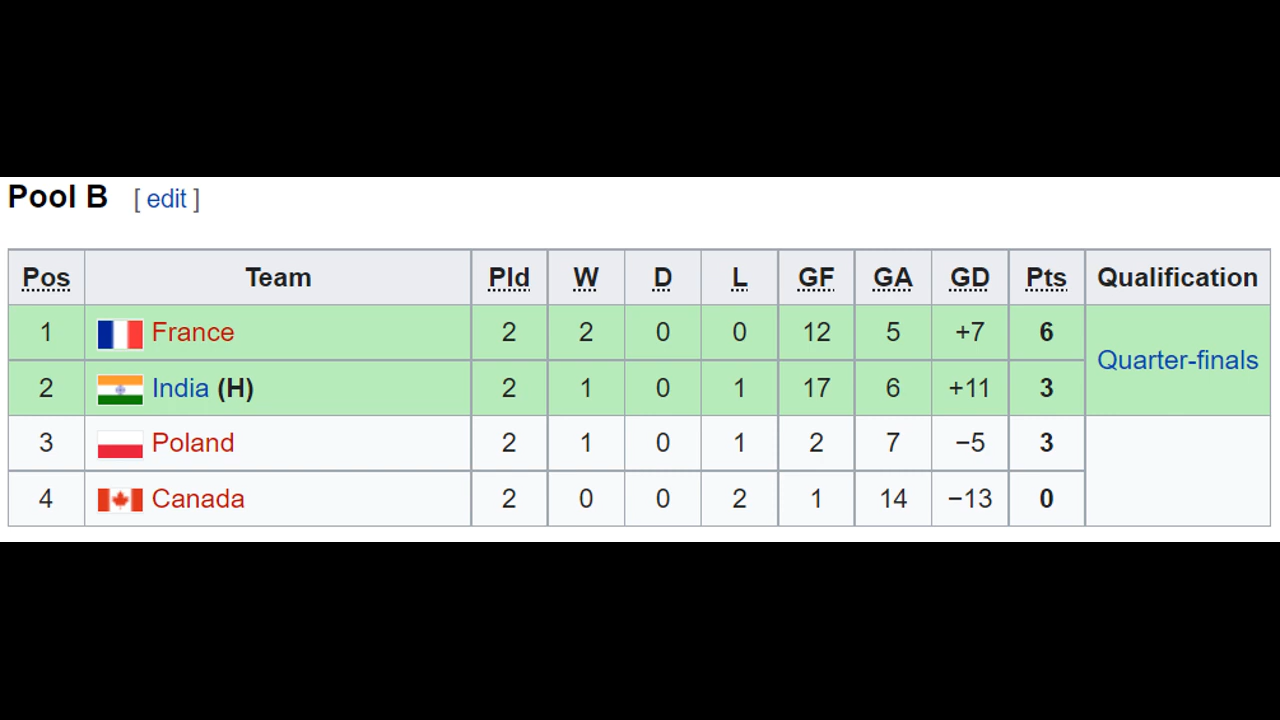 Pool B [ edit ]
Pos Team Pld W D L GF GA GD Pts Qualification
1 France 2 2 0 0 12 5 +7 6 Quarter-finals
2 India (H) 2 1 0 1 17 6 +11 3
3 Poland 2 1 0 1 2 7 −5 3
4 Canada 2 0 0 2 1 14 −13 0